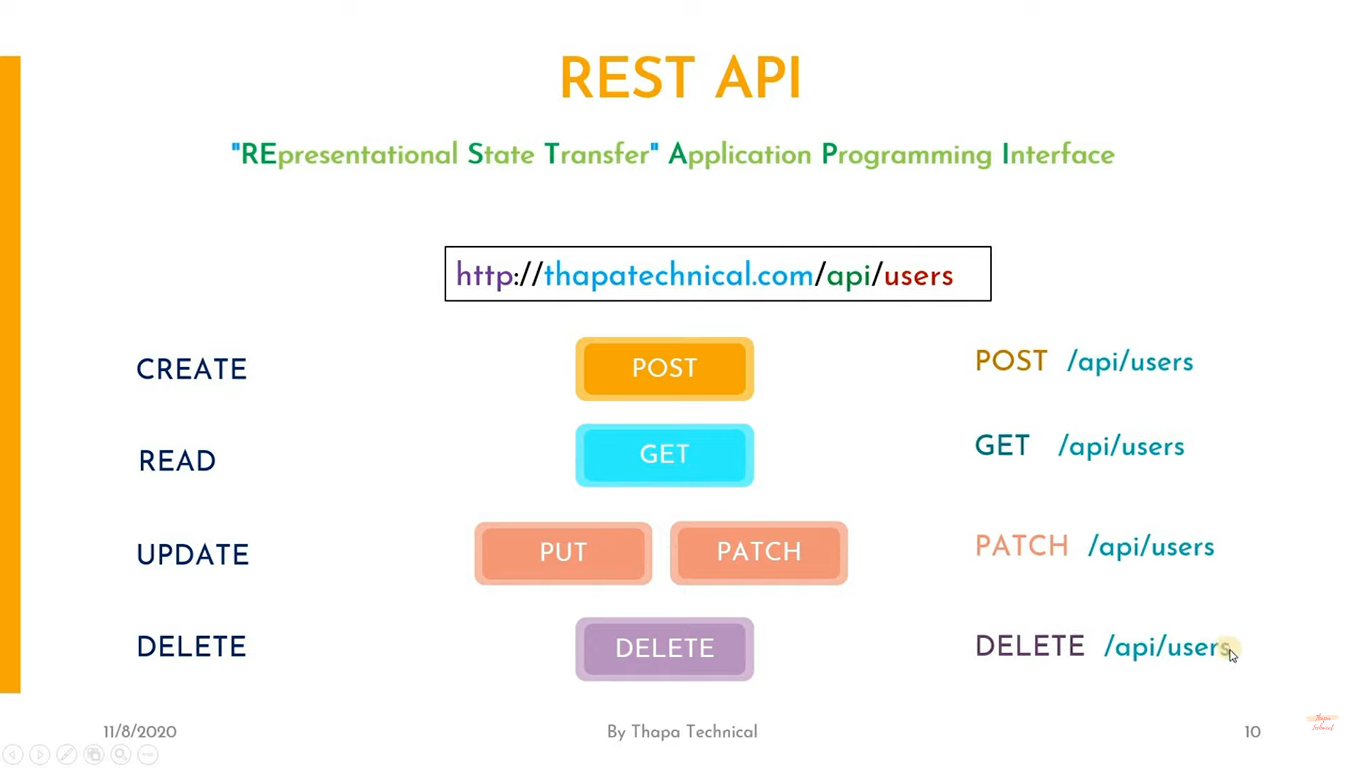 REST API
"REpresentational State Transfer" Application Programming Interface
http://thapatechnical.com/api/users
CREATE POST POST /api/users
READ GET GET /api/users
UPDATE PUT PATCH PATCH /api/users
DELETE DELETE DELETE /api/users
11/8/2020 By Thapa Technical 10
Thapa
Technical